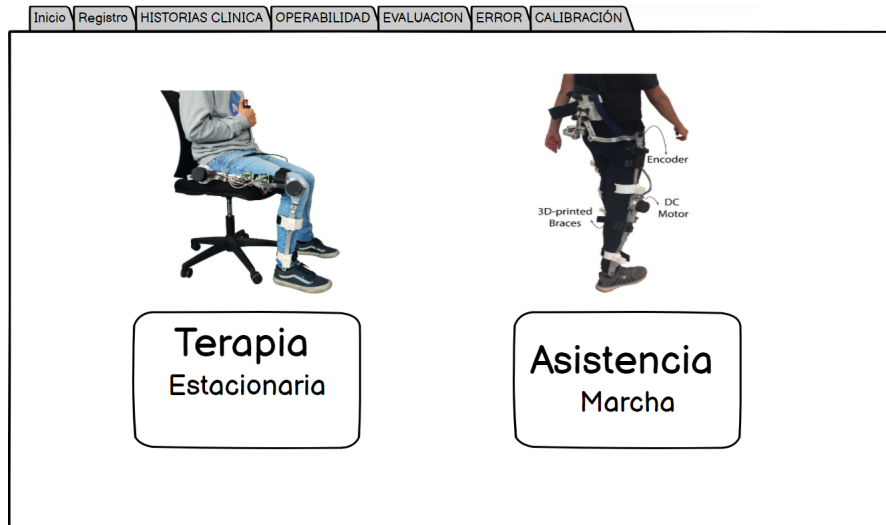 Inicio
Registro
HISTORIAS CLINICA
OPERABILIDAD
EVALUACION
ERROR
CALIBRACIÓN
Encoder
DC
Motor
3D-printed
Braces
Terapia
Estacionaria
Asistencia
Marcha